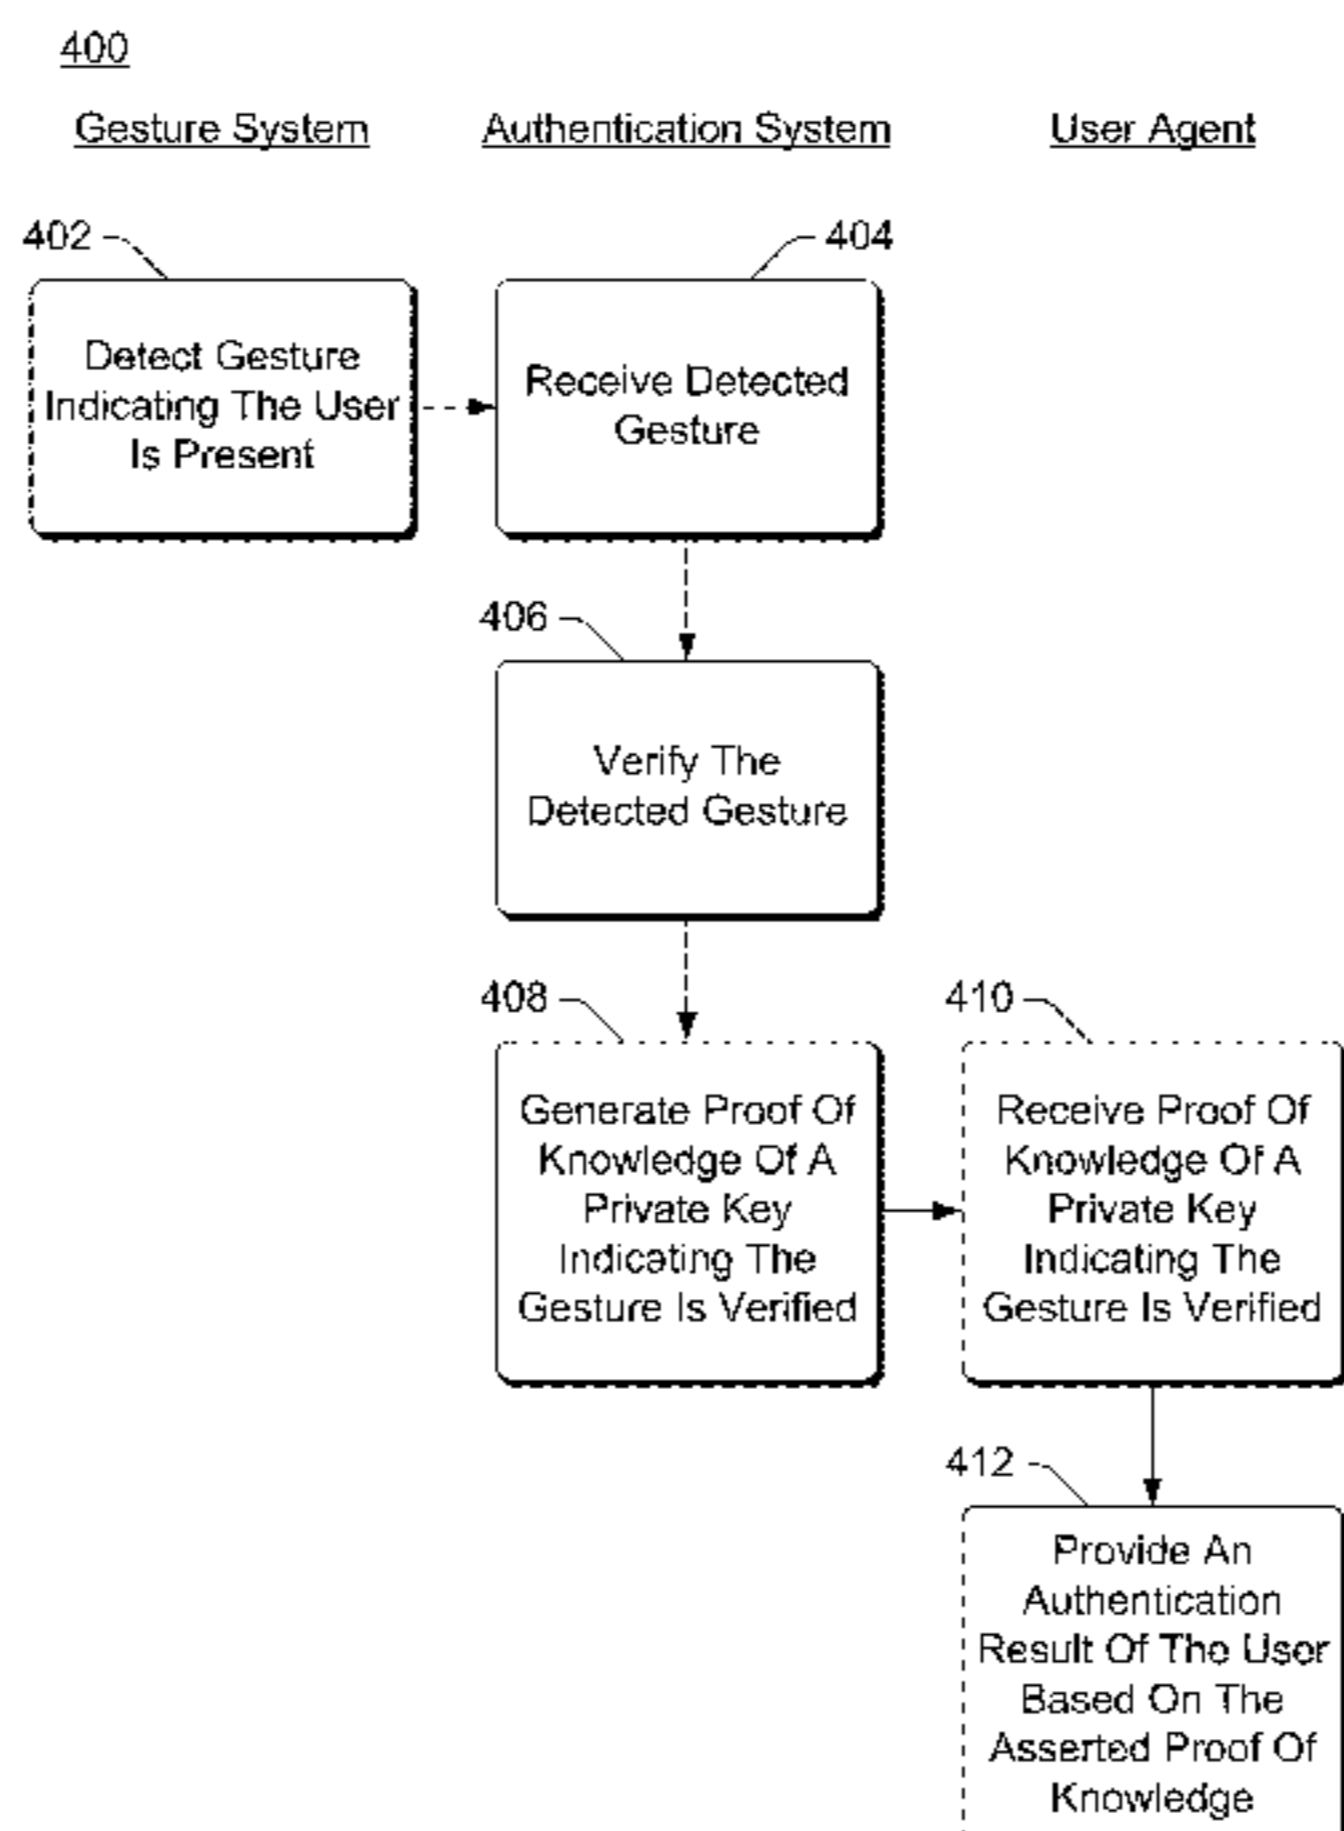 400
Gesture System
Authentication System
User Agent
402
404
Detect Gesture
Indicating The User
Is Present
Receive Detected
Gesture
406
Verify The
Detected Gesture
408
410
Generate Proof Of
Knowledge Of A
Private Key
Indicating The
Gesture Is Verified
Receive Proof Of
Knowledge Of A
Private Key
Indicating The
Gesture Is Verified
412
Provide An
Authentication
Result Of The User
Based On The
Asserted Proof Of
Knowledge